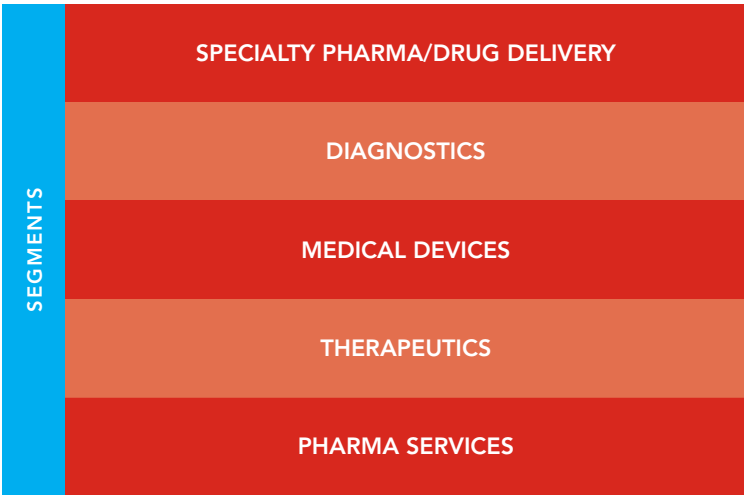 SEGMENTS
SPECIALTY PHARMA/DRUG DELIVERY
DIAGNOSTICS
MEDICAL DEVICES
THERAPEUTICS
PHARMA SERVICES